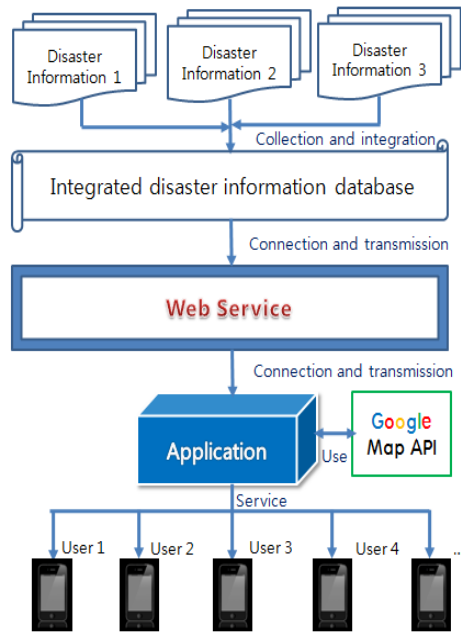 Disaster
Information 1
Disaster
Information 2
Disaster
Information 3
Collection and integration
Integrated disaster information database
Connection and transmission
Web Service
Connection and transmission
Application
Google
Map API
Use
Service
User 1
User 2
User 3
User 4
..